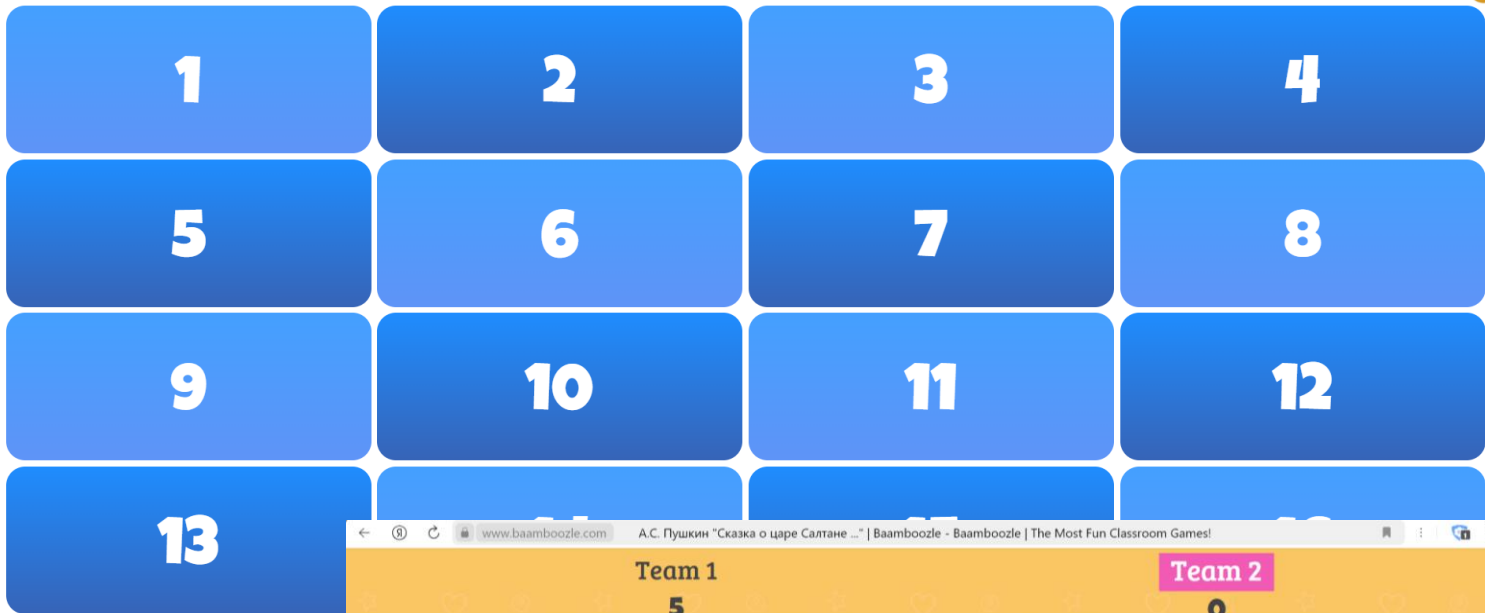 1 2 3 4
5 6 7 8
9 10 11 12
13
www.baamboozle.com А.С. Пушкин "Сказка о царе Салтане ..." | Baamboozle - Baamboozle | The Most Fun Classroom Games!
Team 1 Team 2
5 0